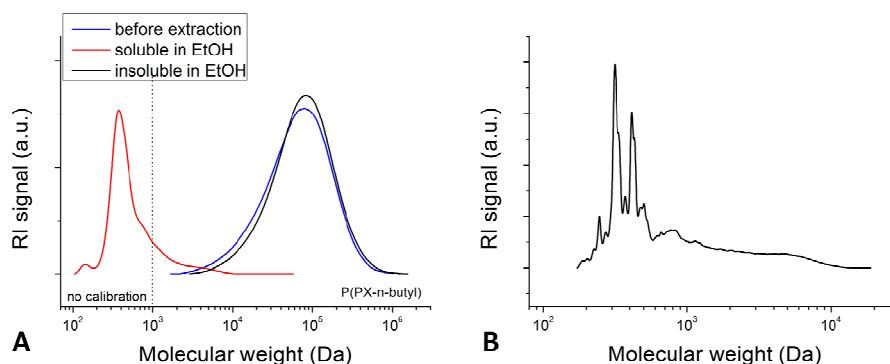 before extraction
soluble in EtOH
insoluble in EtOH
RI signal (a.u.)
no calibration
P(PX-n-butyl)
10² 10³ 10⁴ 10⁵ 10⁶
A
Molecular weight (Da)
RI signal (a.u.)
10² 10³ 10⁴
B
Molecular weight (Da)